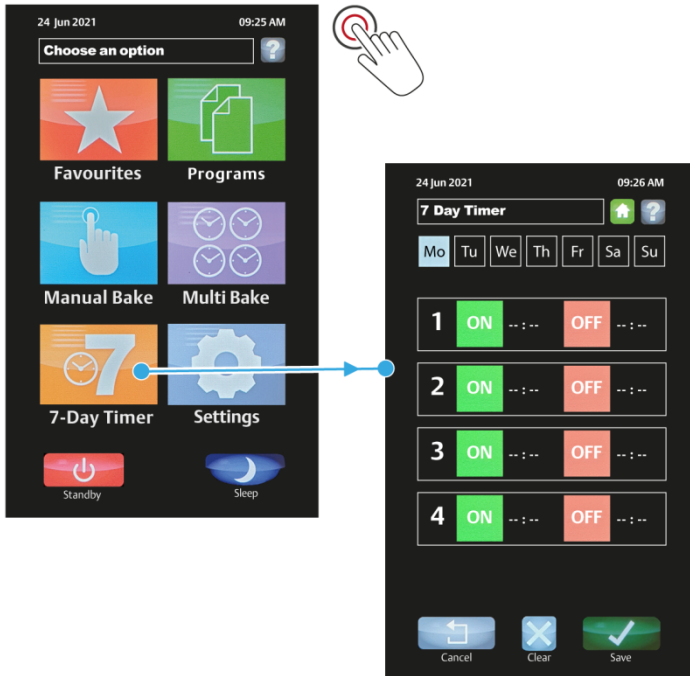 24 Jun 2021 09:25 AM
Choose an option ?
Favourites Programs
Manual Bake Multi Bake
7
7-Day Timer Settings
Standby Sleep
24 Jun 2021 09:26 AM
7 Day Timer ?
Mo Tu We Th Fr Sa Su
1 ON --:-- OFF --:--
2 ON --:-- OFF --:--
3 ON --:-- OFF --:--
4 ON --:-- OFF --:--
Cancel Clear Save